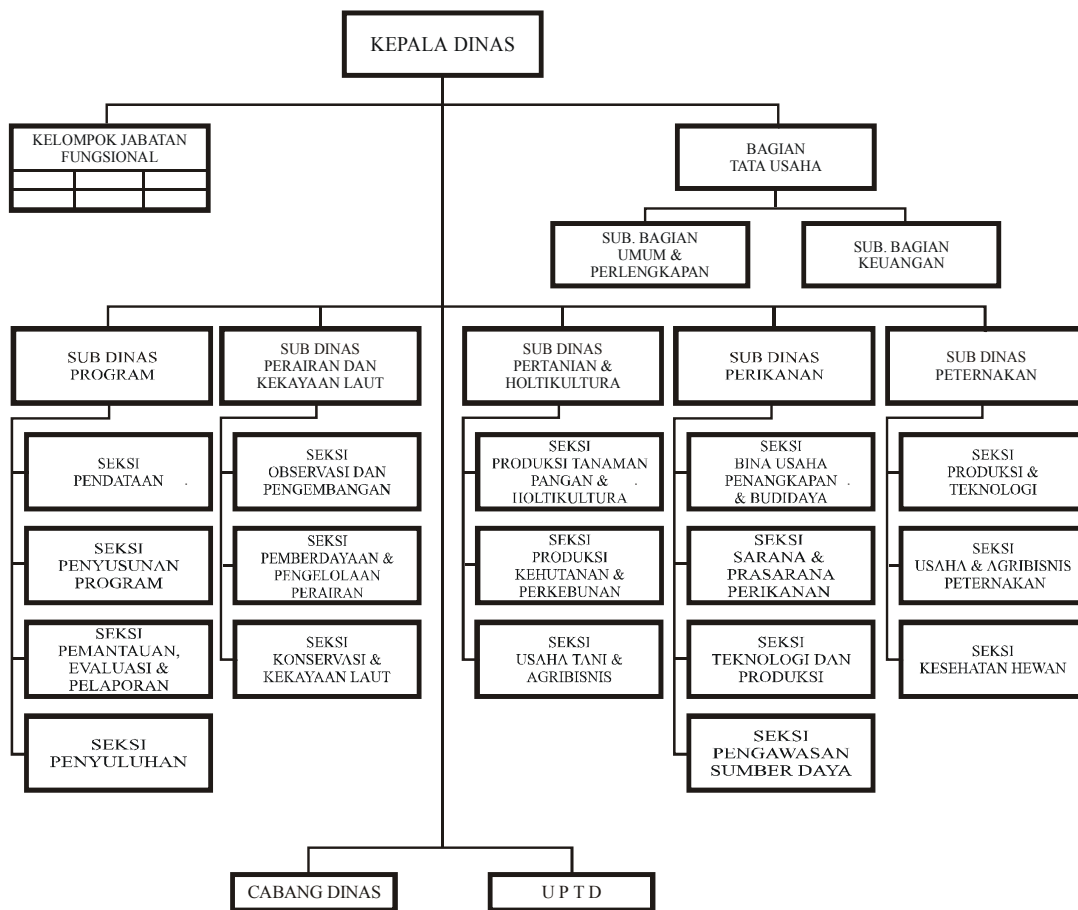 KEPALA DINAS
KELOMPOK JABATAN
FUNGSIONAL
BAGIAN
TATA USAHA
SUB. BAGIAN
UMUM &
PERLENGKAPAN
SUB. BAGIAN
KEUANGAN
SUB DINAS
PROGRAM
SUB DINAS
PERAIRAN DAN
KEKAYAAN LAUT
SUB DINAS
PERTANIAN &
HOLTIKULTURA
SUB DINAS
PERIKANAN
SUB DINAS
PETERNAKAN
SEKSI
PENDATAAN
SEKSI
OBSERVASI DAN
PENGEMBANGAN
SEKSI
PRODUKSI TANAMAN
PANGAN &
HOLTIKULTURA
SEKSI
BINA USAHA
PENANGKAPAN
& BUDIDAYA
SEKSI
PRODUKSI &
TEKNOLOGI
SEKSI
PENYUSUNAN
PROGRAM
SEKSI
PEMBERDAYAAN &
PENGELOLAAN
PERAIRAN
SEKSI
PRODUKSI
KEHUTANAN &
PERKEBUNAN
SEKSI
SARANA &
PRASARANA
PERIKANAN
SEKSI
USAHA & AGRIBISNIS
PETERNAKAN
SEKSI
PEMANTAUAN,
EVALUASI &
PELAPORAN
SEKSI
KONSERVASI &
KEKAYAAN LAUT
SEKSI
USAHA TANI &
AGRIBISNIS
SEKSI
TEKNOLOGI DAN
PRODUKSI
SEKSI
KESEHATAN HEWAN
SEKSI
PENYULUHAN
SEKSI
PENGAWASAN
SUMBER DAYA
CABANG DINAS
U P T D